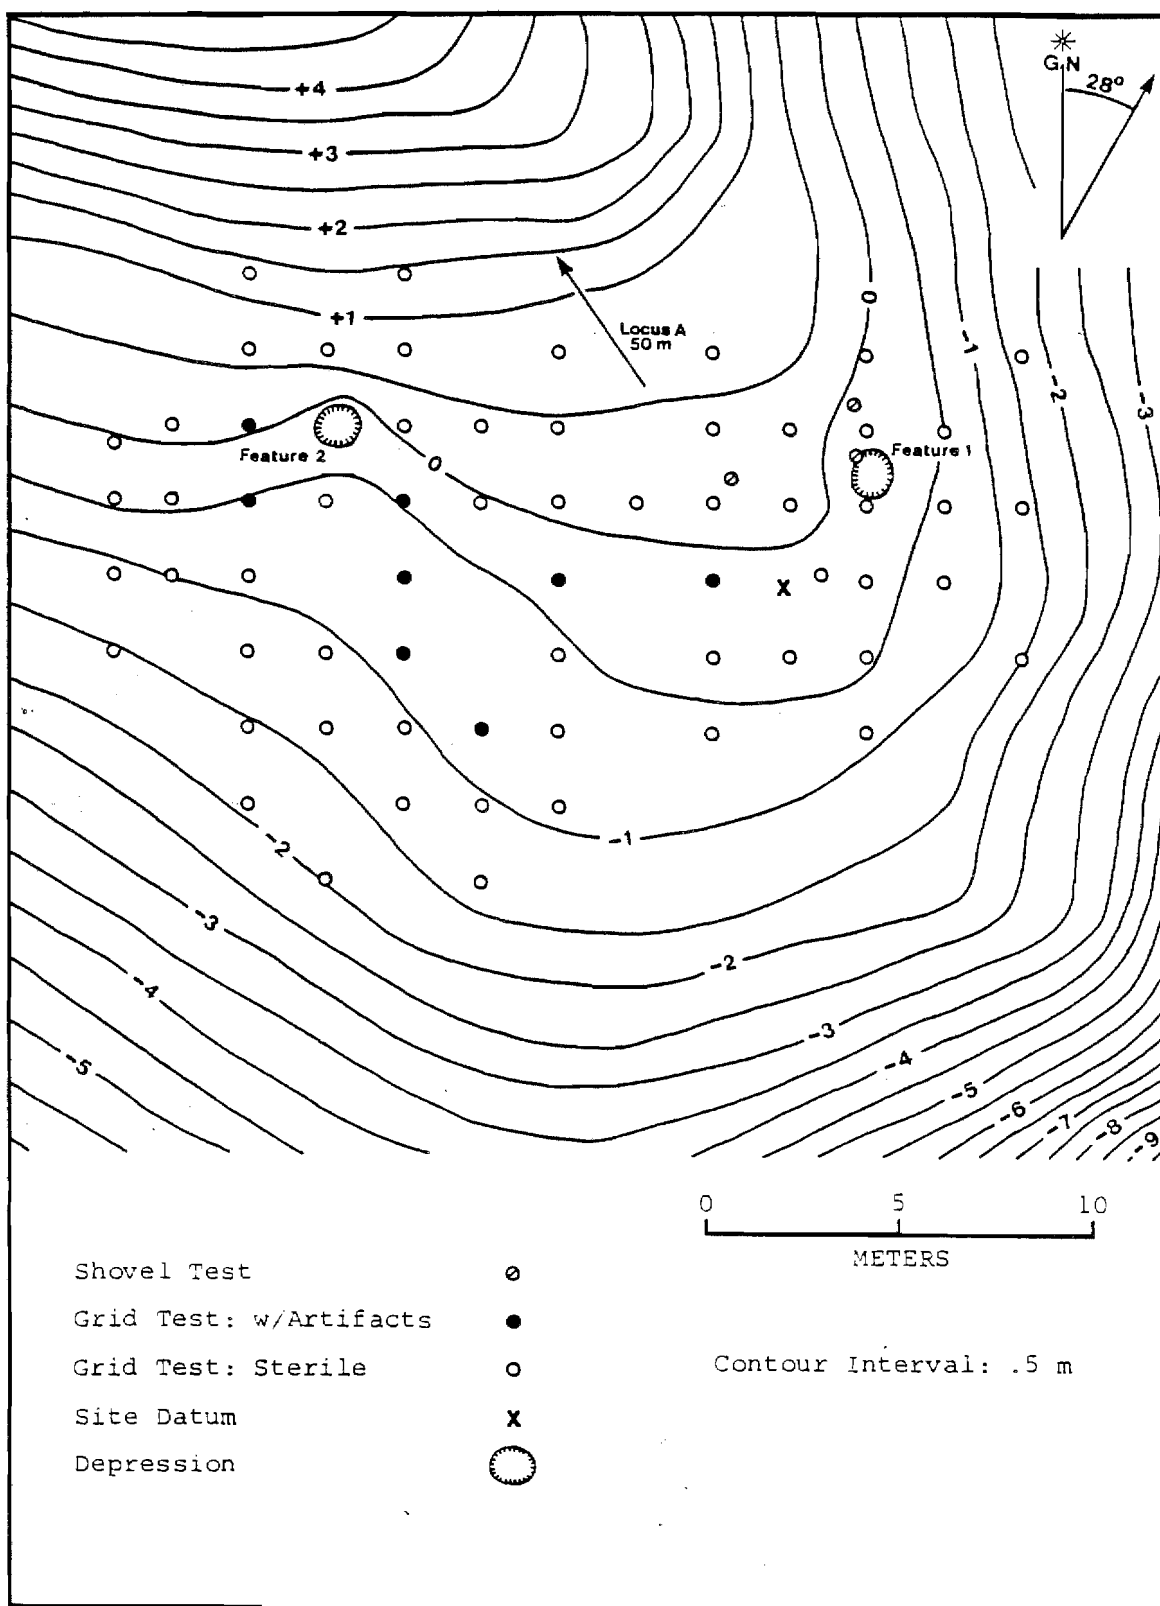 G N
28°
+4
+3
+2
+1
Locus A
50 m
0
-1
-2
-3
Feature 2
0
Feature 1
x
-1
-2
-3
-4
-5
-2
-3
-4
-5
-6
-7
-8
-9
0 5 10
METERS
Shovel Test
Grid Test: w/Artifacts
Grid Test: Sterile
Contour Interval: .5 m
Site Datum x
Depression